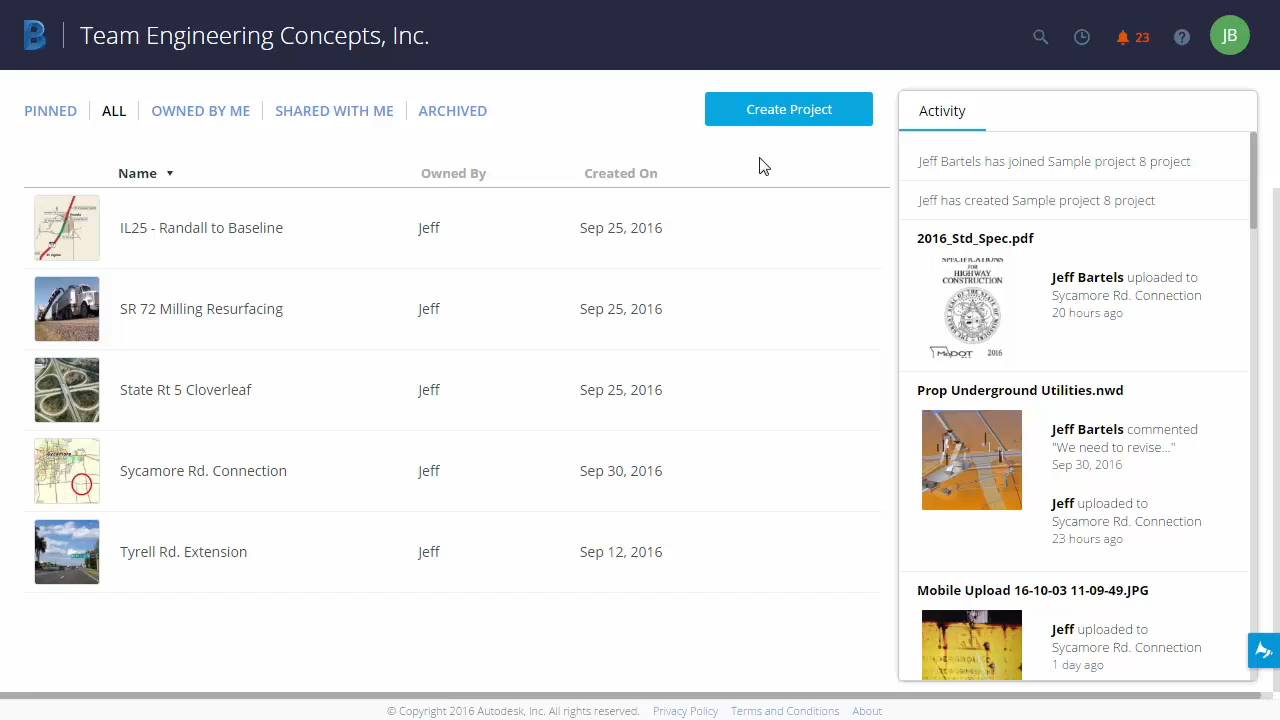 Team Engineering Concepts, Inc.
23
JB
PINNED
ALL
OWNED BY ME
SHARED WITH ME
ARCHIVED
Create Project
Name
Owned By
Created On
IL25 - Randall to Baseline
Jeff
Sep 25, 2016
SR 72 Milling Resurfacing
Jeff
Sep 25, 2016
State Rt 5 Cloverleaf
Jeff
Sep 25, 2016
Sycamore
Sycamore Rd. Connection
Jeff
Sep 30, 2016
Tyrell Rd. Extension
Jeff
Sep 12, 2016
Activity
Jeff Bartels has joined Sample project 8 project
Jeff has created Sample project 8 project
2016_Std_Spec.pdf
SPECIFICATIONS
FOR
HIGHWAY
CONSTRUCTION
MoDOT 2016
Jeff Bartels uploaded to
Sycamore Rd. Connection
20 hours ago
Prop Underground Utilities.nwd
Jeff Bartels commented
"We need to revise..."
Sep 30, 2016
Jeff uploaded to
Sycamore Rd. Connection
23 hours ago
Mobile Upload 16-10-03 11-09-49.JPG
Jeff uploaded to
Sycamore Rd. Connection
1 day ago
© Copyright 2016 Autodesk, Inc. All rights reserved.
Privacy Policy
Terms and Conditions
About